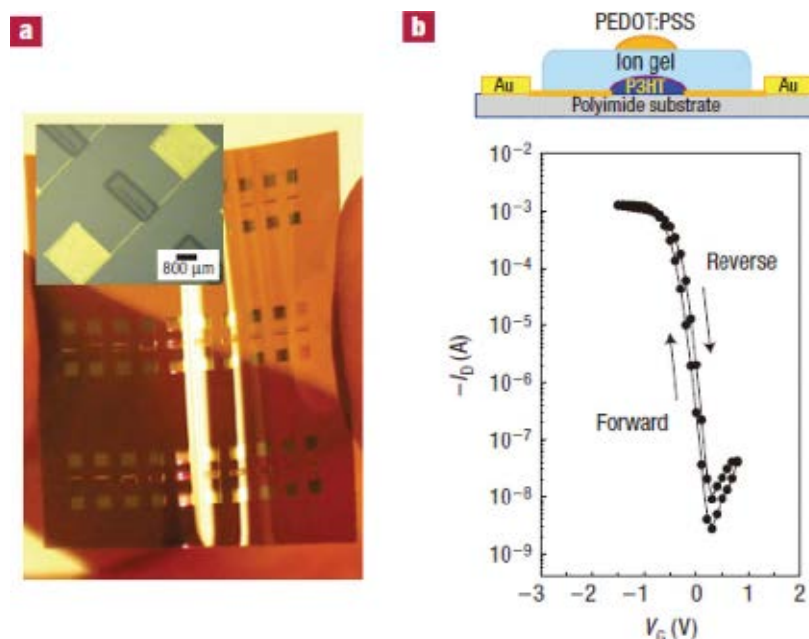 a
800 µm
b
PEDOT:PSS
Ion gel
Au
P3HT
Au
Polyimide substrate
10⁻²
10⁻³
10⁻⁴
10⁻⁵
10⁻⁶
10⁻⁷
10⁻⁸
10⁻⁹
−I_D (A)
Reverse
Forward
−3 −2 −1 0 1 2
V_G (V)